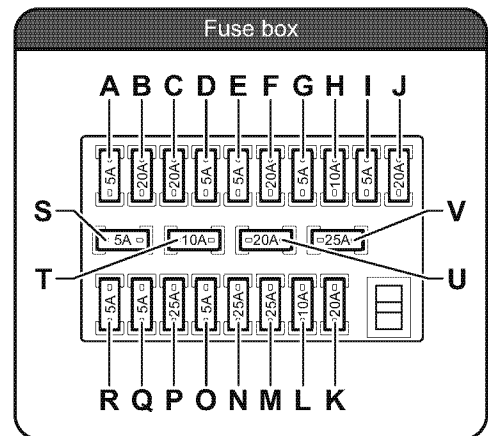 Fuse box
A B C D E F G H I J
5A 20A 20A 5A 5A 20A 5A 10A 5A 20A
S V
5A 10A 20A 25A
T U
5A 5A 25A 5A 25A 25A 10A 20A
R Q P O N M L K